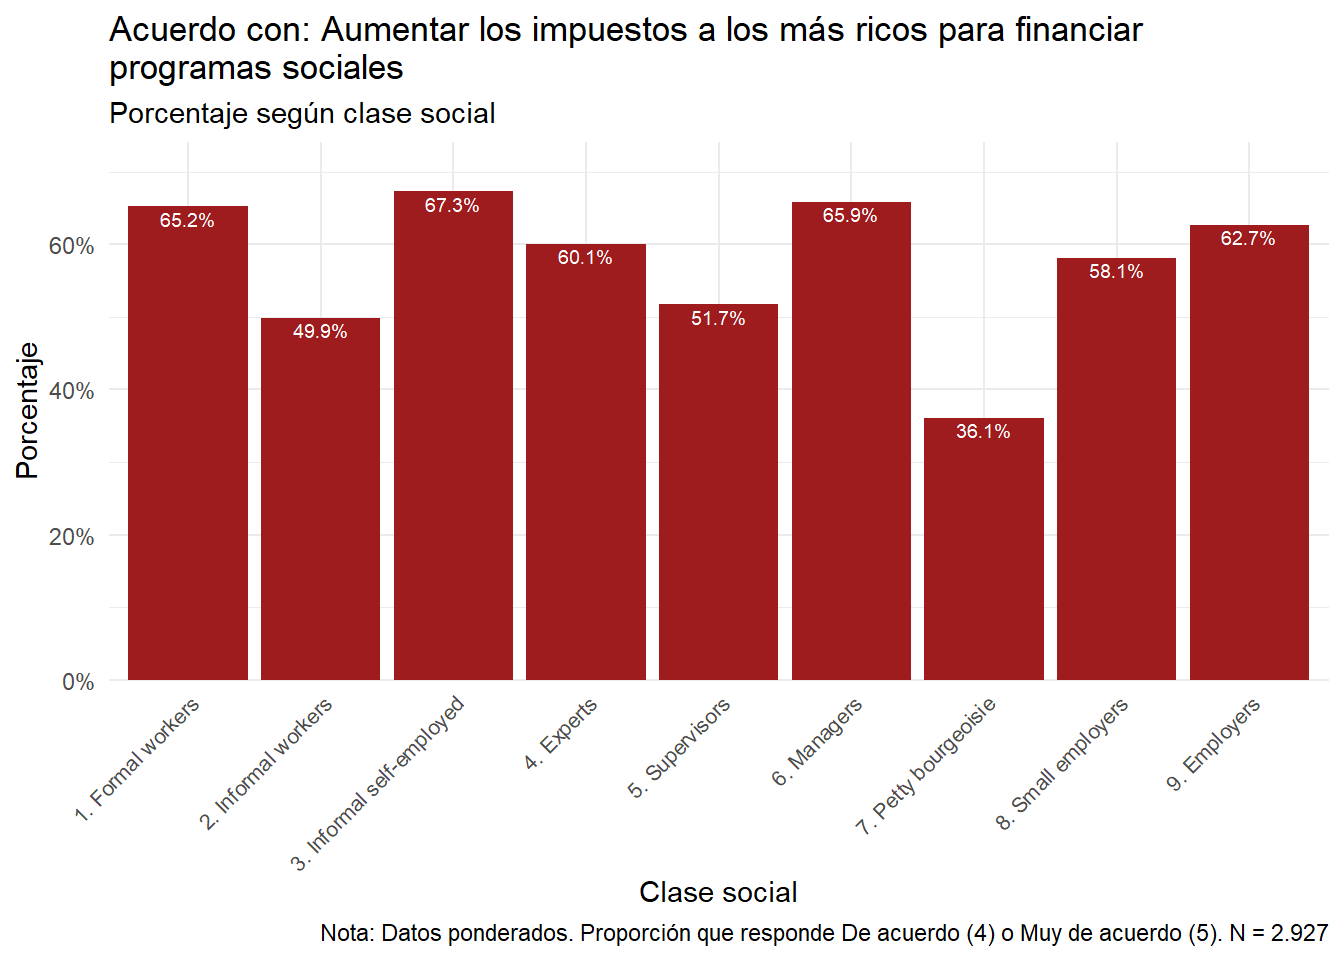 Acuerdo con: Aumentar los impuestos a los más ricos para financiar
programas sociales
Porcentaje según clase social
Porcentaje
60%
40%
20%
0%
65.2%
49.9%
67.3%
60.1%
51.7%
65.9%
36.1%
58.1%
62.7%
1. Formal workers
2. Informal workers
3. Informal self-employed
4. Experts
5. Supervisors
6. Managers
7. Petty bourgeoisie
8. Small employers
9. Employers
Clase social
Nota: Datos ponderados. Proporción que responde De acuerdo (4) o Muy de acuerdo (5). N = 2.927